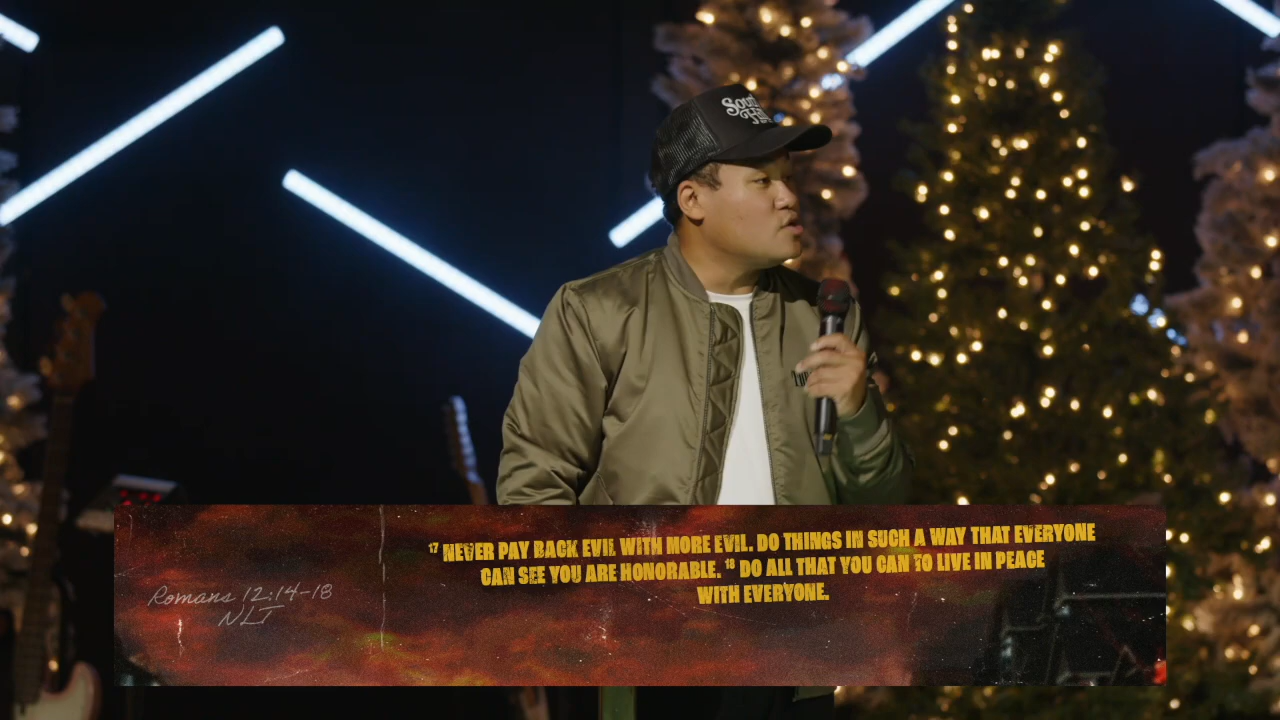 Romans 12:14-18
NLT
17 NEVER PAY BACK EVIL WITH MORE EVIL. DO THINGS IN SUCH A WAY THAT EVERYONE
CAN SEE YOU ARE HONORABLE. 18 DO ALL THAT YOU CAN TO LIVE IN PEACE
WITH EVERYONE.